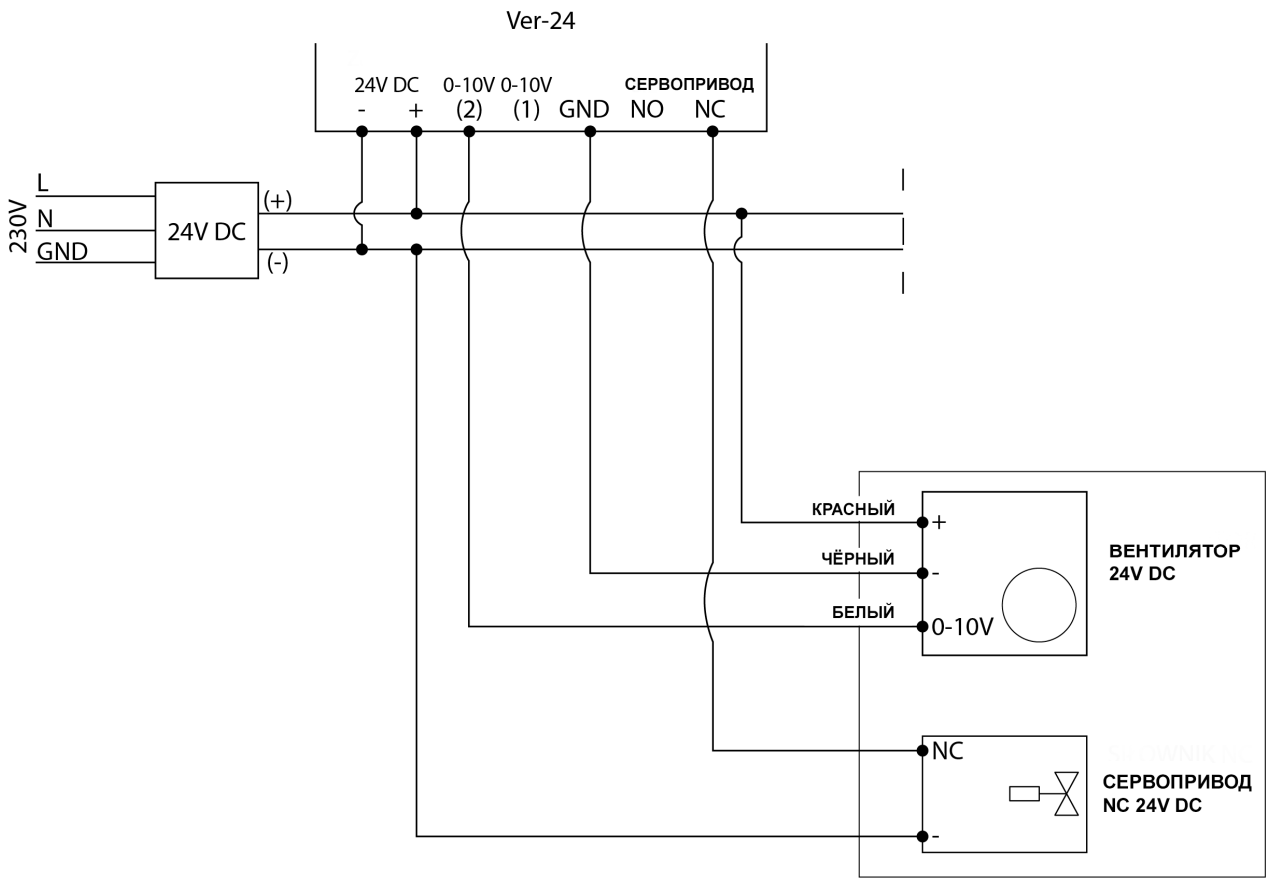 Ver-24
24V DC 0-10V 0-10V СЕРВОПРИВОД
- + (2) (1) GND NO NC
230V
L
N
GND
24V DC
(+)
(-)
КРАСНЫЙ
+
ЧЁРНЫЙ
-
БЕЛЫЙ
0-10V
ВЕНТИЛЯТОР
24V DC
NC
СЕРВОПРИВОД
NC 24V DC
-